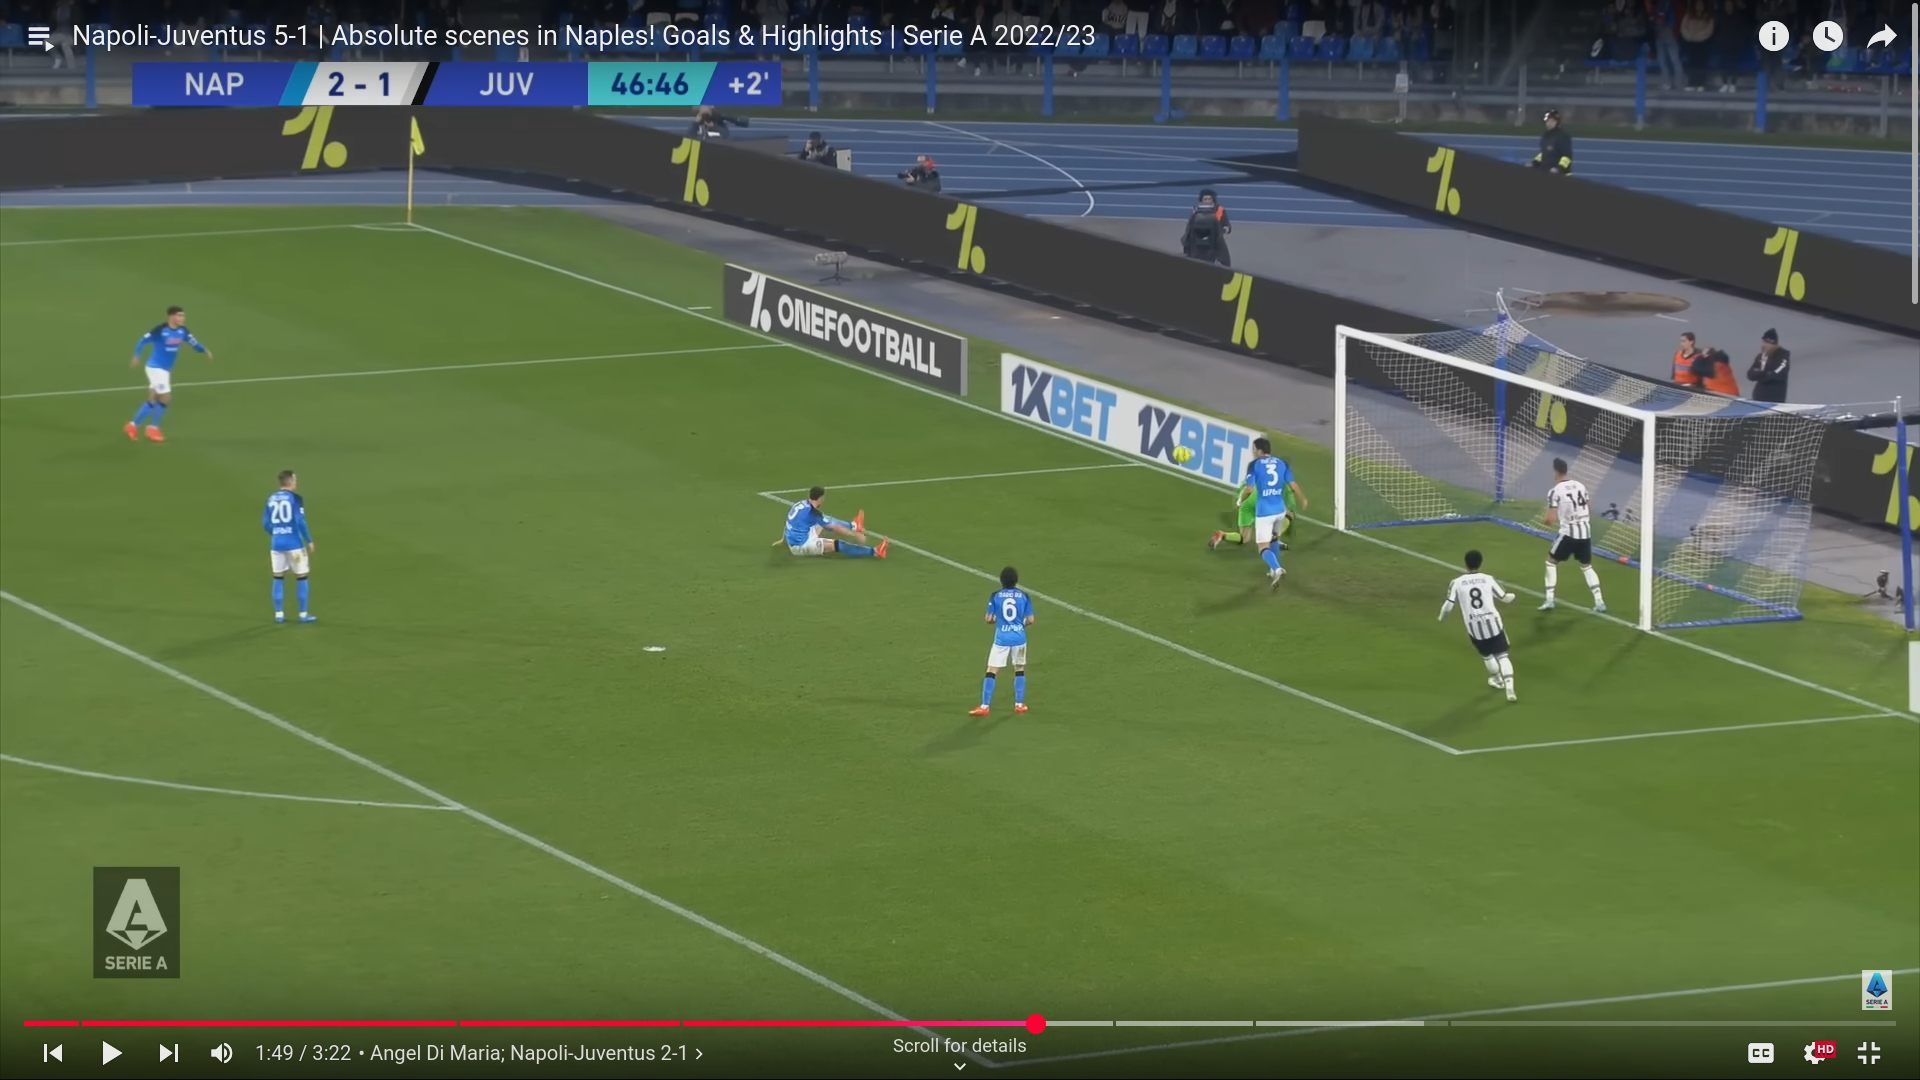 Napoli-Juventus 5-1 | Absolute scenes in Naples! Goals & Highlights | Serie A 2022/23
NAP 2 - 1 JUV 46:46 +2'
ONEFOOTBALL
1XBET 1XBET
3
14
20
8
6
SERIE A
SERIE A
1:49 / 3:22 • Angel Di Maria; Napoli-Juventus 2-1
Scroll for details
CC
HD